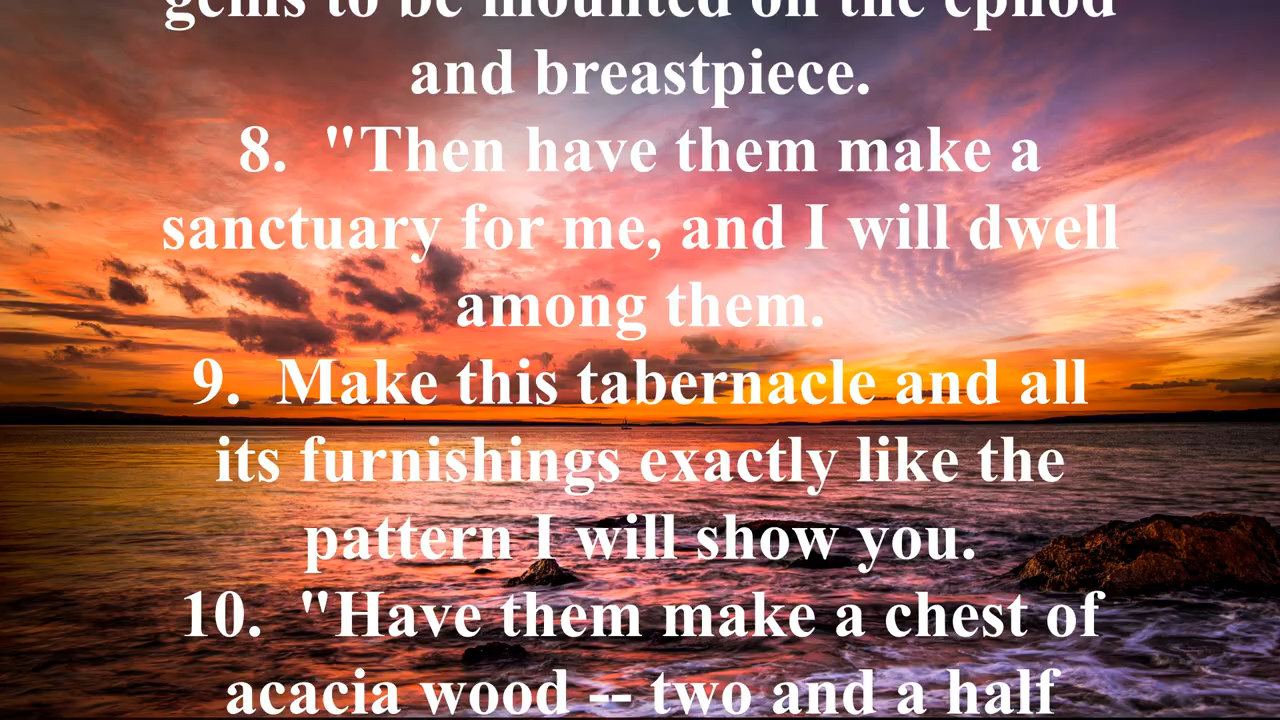 gems to be mounted on the ephod
and breastpiece.
8. "Then have them make a
sanctuary for me, and I will dwell
among them.
9. Make this tabernacle and all
its furnishings exactly like the
pattern I will show you.
10. "Have them make a chest of
acacia wood -- two and a half